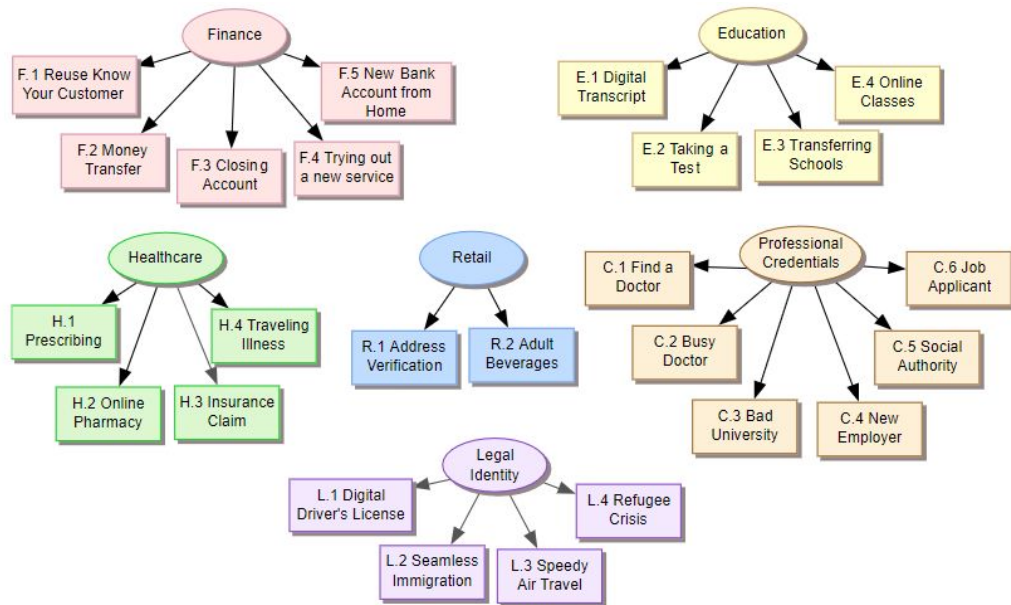 Finance
F.1 Reuse Know
Your Customer
F.2 Money
Transfer
F.3 Closing
Account
F.4 Trying out
a new service
F.5 New Bank
Account from
Home
Education
E.1 Digital
Transcript
E.2 Taking a
Test
E.3 Transferring
Schools
E.4 Online
Classes
Healthcare
H.1
Prescribing
H.2 Online
Pharmacy
H.3 Insurance
Claim
H.4 Traveling
Illness
Retail
R.1 Address
Verification
R.2 Adult
Beverages
Professional
Credentials
C.1 Find a
Doctor
C.2 Busy
Doctor
C.3 Bad
University
C.4 New
Employer
C.5 Social
Authority
C.6 Job
Applicant
Legal
Identity
L.1 Digital
Driver's License
L.2 Seamless
Immigration
L.3 Speedy
Air Travel
L.4 Refugee
Crisis